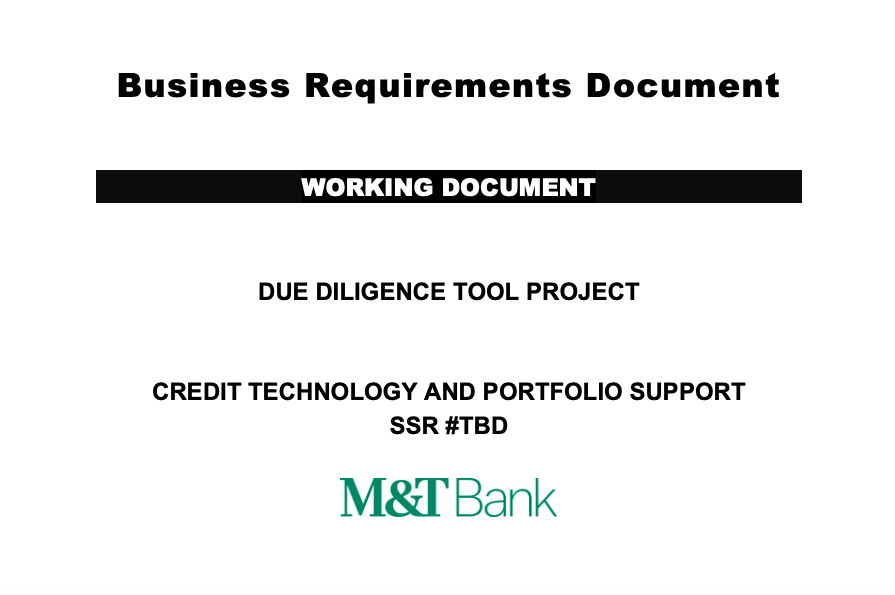 Business Requirements Document
WORKING DOCUMENT
DUE DILIGENCE TOOL PROJECT
CREDIT TECHNOLOGY AND PORTFOLIO SUPPORT
SSR #TBD
M&T Bank